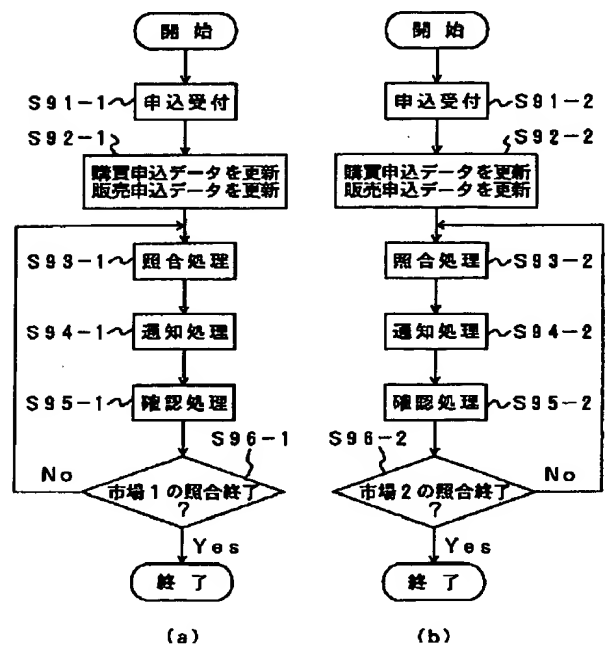 開始
S91-1
申込受付
S92-1
購買申込データを更新
販売申込データを更新
S93-1
照合処理
S94-1
通知処理
S95-1
確認処理
S96-1
No
市場1の照合終了
?
Yes
終了
(a)
開始
申込受付
S91-2
S92-2
購買申込データを更新
販売申込データを更新
照合処理
S93-2
通知処理
S94-2
確認処理
S95-2
S96-2
市場2の照合終了
?
No
Yes
終了
(b)